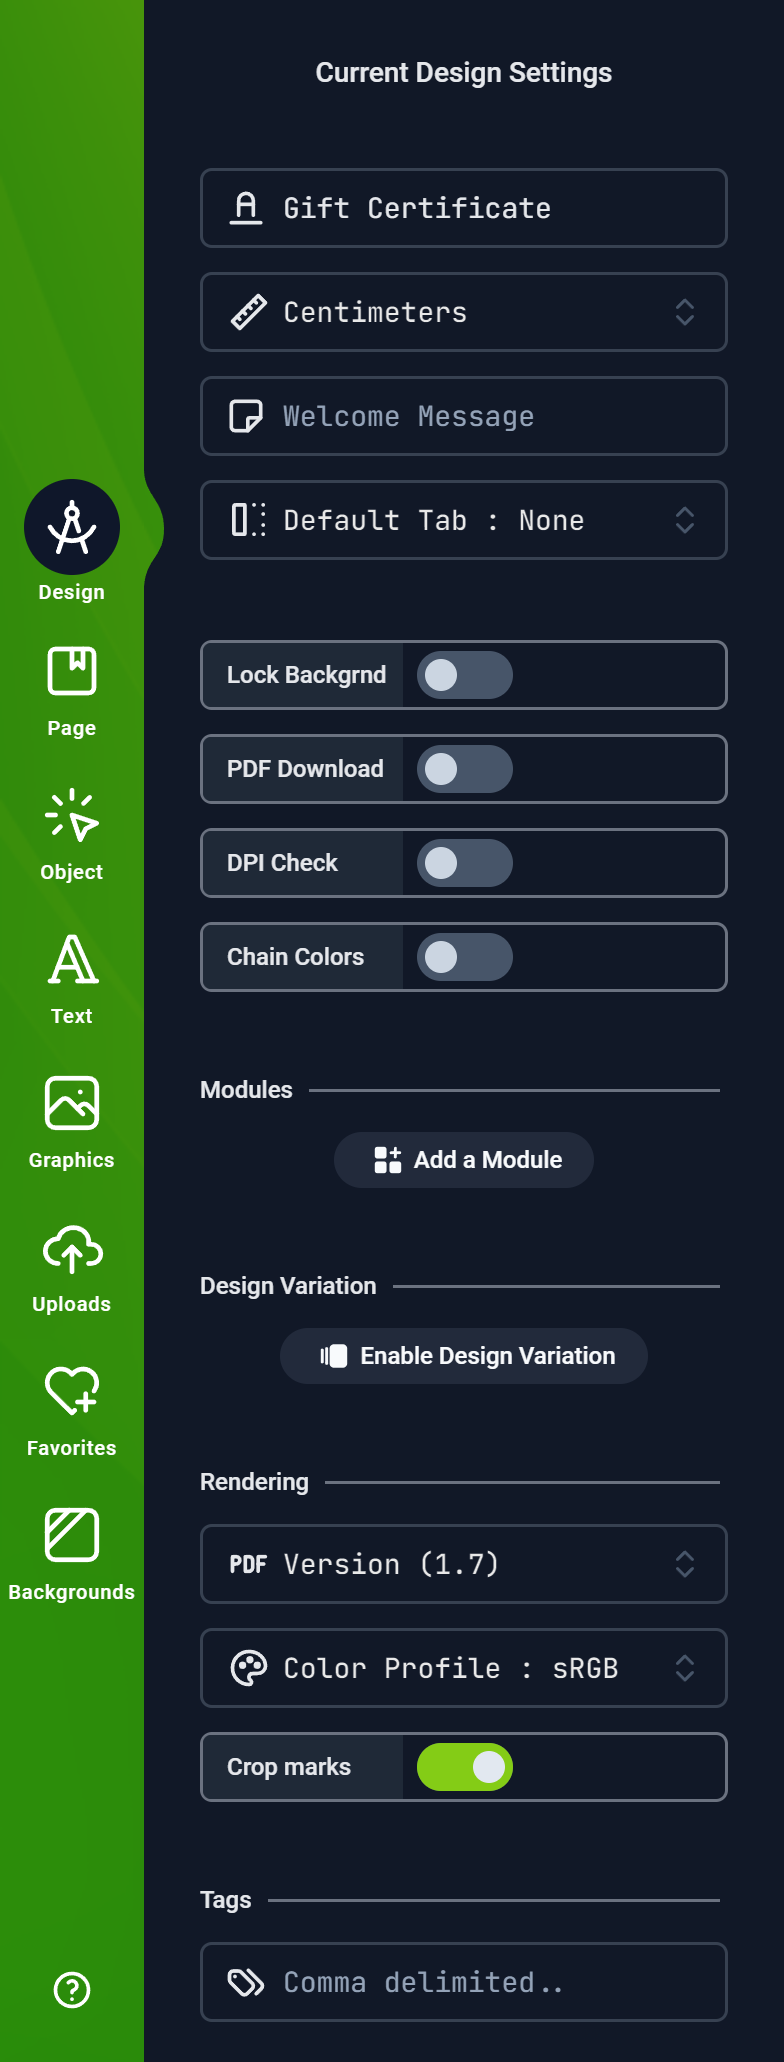 Current Design Settings
Gift Certificate
Centimeters
Welcome Message
Default Tab : None
Design
Lock Backgrnd
Page
PDF Download
Object
DPI Check
Chain Colors
Text
Modules
Graphics
Add a Module
Design Variation
Uploads
Enable Design Variation
Favorites
Rendering
PDF Version (1.7)
Backgrounds
Color Profile : sRGB
Crop marks
Tags
Comma delimited..